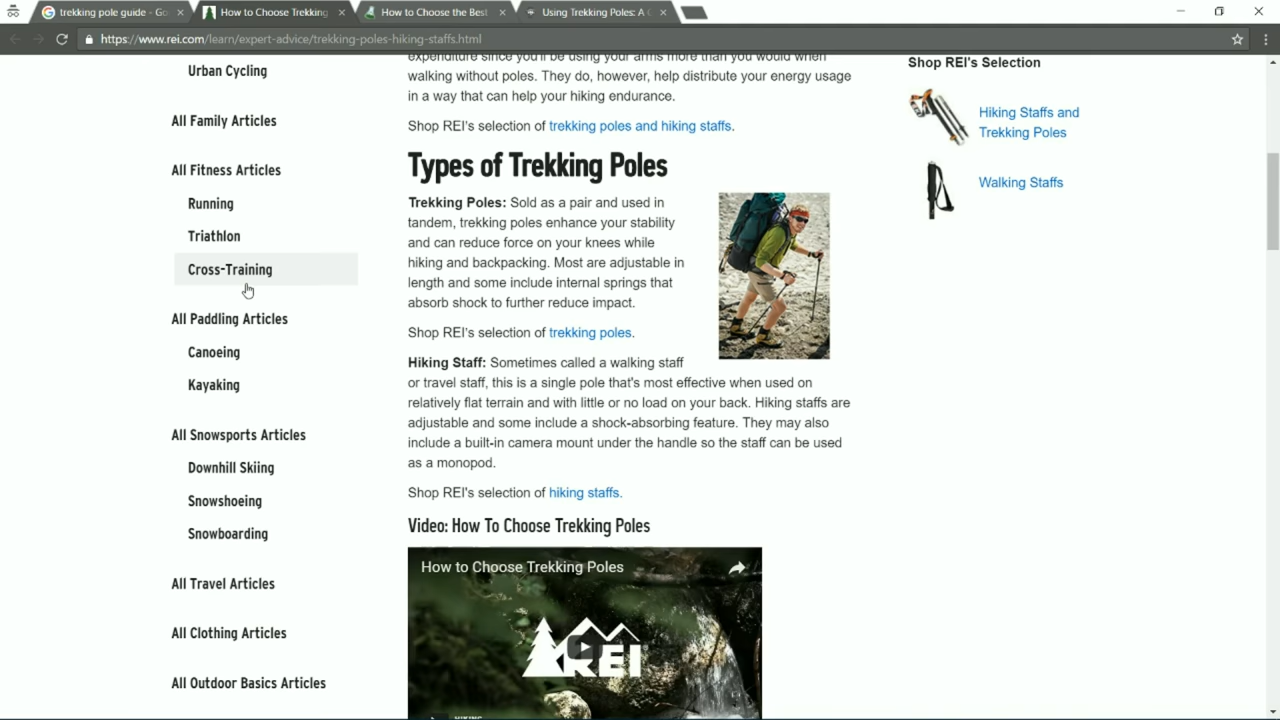 trekking pole guide - Go
How to Choose Trekking
How to Choose the Best
Using Trekking Poles: A
https://www.rei.com/learn/expert-advice/trekking-poles-hiking-staffs.html
Urban Cycling
All Family Articles
All Fitness Articles
Running
Triathlon
Cross-Training
All Paddling Articles
Canoeing
Kayaking
All Snowsports Articles
Downhill Skiing
Snowshoeing
Snowboarding
All Travel Articles
All Clothing Articles
All Outdoor Basics Articles
expenditure since you'll be using your arms more than you would when
walking without poles. They do, however, help distribute your energy usage
in a way that can help your hiking endurance.
Shop REI's selection of trekking poles and hiking staffs.
Types of Trekking Poles
Trekking Poles: Sold as a pair and used in
tandem, trekking poles enhance your stability
and can reduce force on your knees while
hiking and backpacking. Most are adjustable in
length and some include internal springs that
absorb shock to further reduce impact.
Shop REI's selection of trekking poles.
Hiking Staff: Sometimes called a walking staff
or travel staff, this is a single pole that's most effective when used on
relatively flat terrain and with little or no load on your back. Hiking staffs are
adjustable and some include a shock-absorbing feature. They may also
include a built-in camera mount under the handle so the staff can be used
as a monopod.
Shop REI's selection of hiking staffs.
Video: How To Choose Trekking Poles
How to Choose Trekking Poles
REI
HIKING
Shop REI's Selection
Hiking Staffs and
Trekking Poles
Walking Staffs